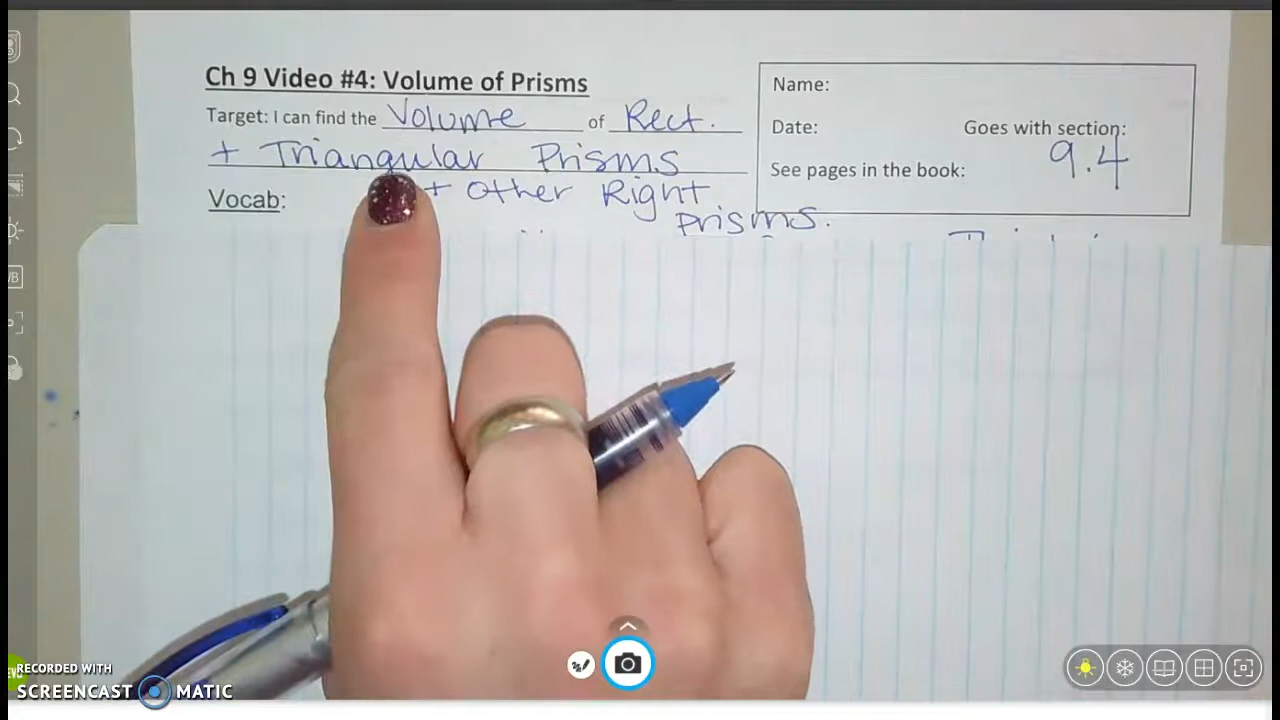 Ch 9 Video #4: Volume of Prisms
Target: I can find the Volume of Rect.
+ Triangular Prisms
+ Other Right
Prisms.
Vocab:
Name:
Date: Goes with section:
9.4
See pages in the book:
RECORDED WITH
SCREENCAST MATIC